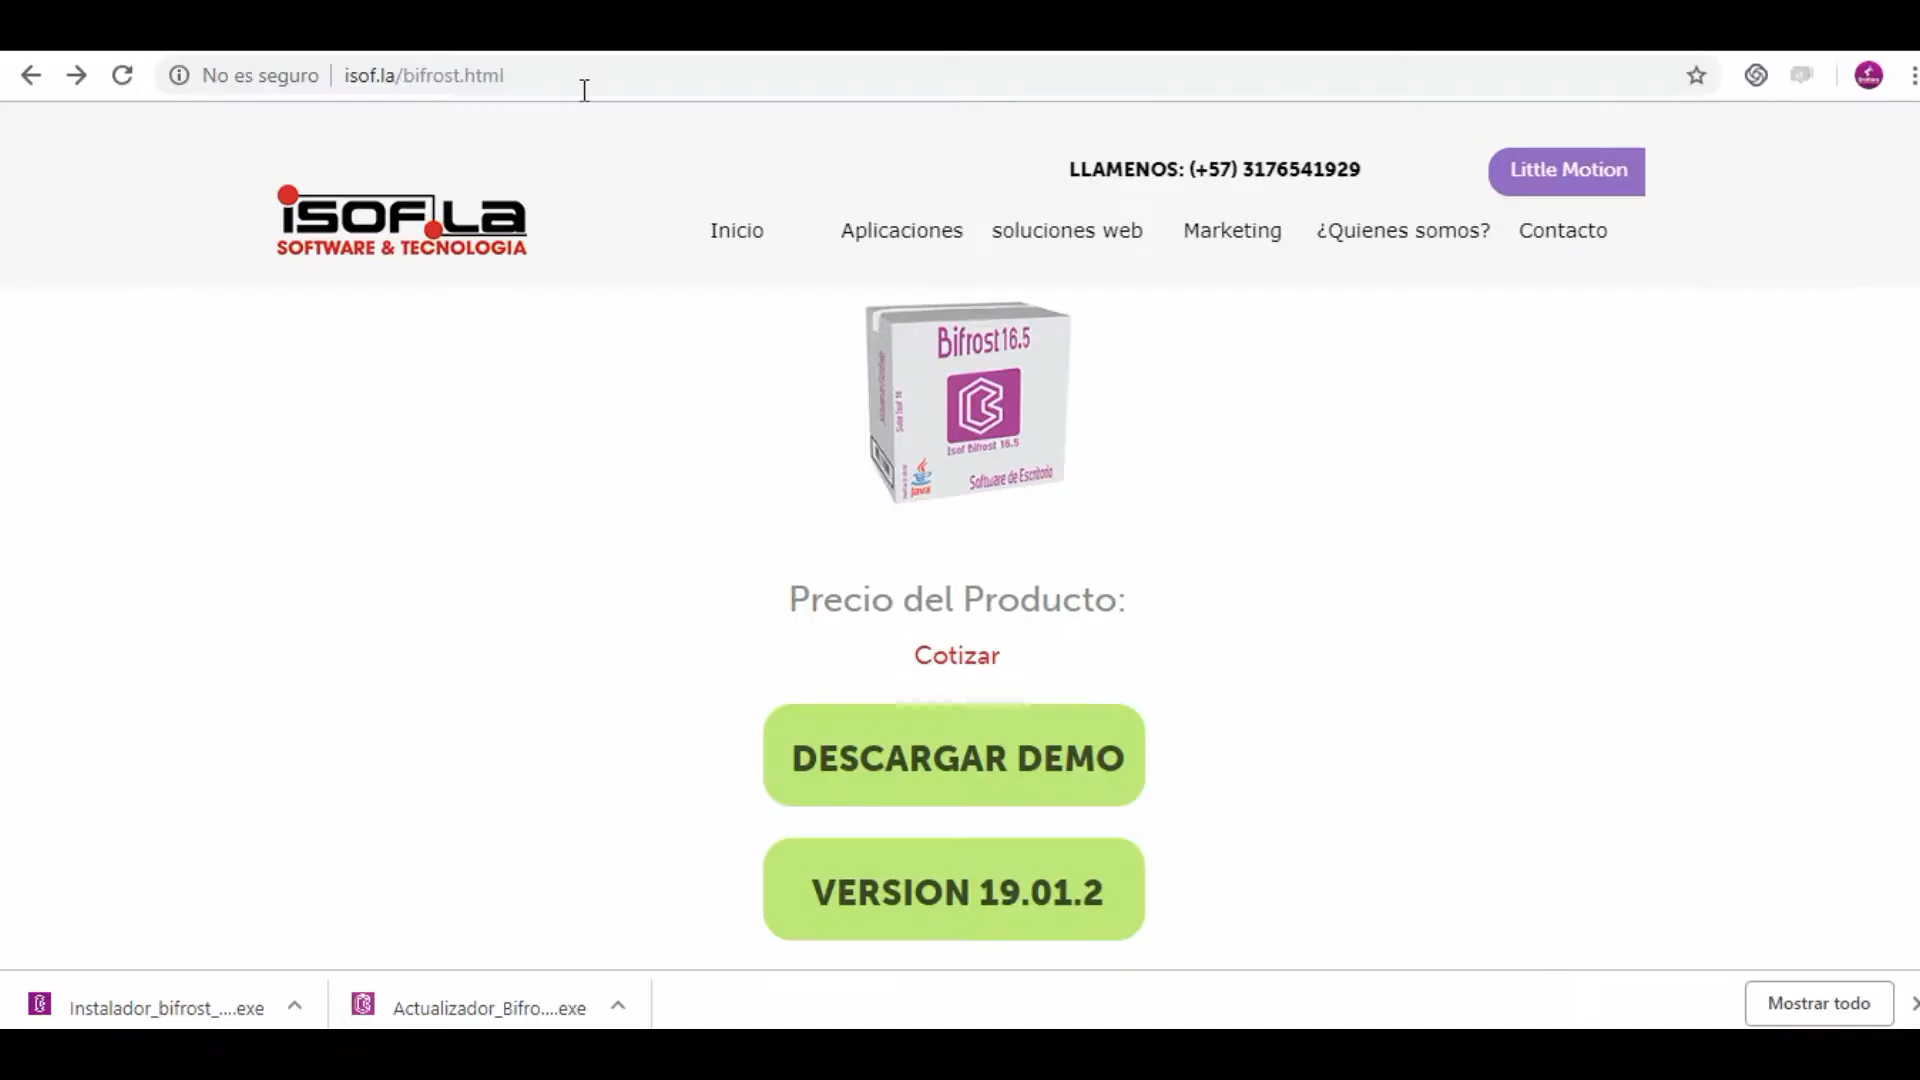 No es seguro isof.la/bifrost.html
LLAMENOS: (+57) 3176541929
Little Motion
isof.La
SOFTWARE & TECNOLOGIA
Inicio Aplicaciones soluciones web Marketing ¿Quienes somos? Contacto
Bifrost 16.5
Isof Bifrost 16.5
Java
Software de Escritorio
Precio del Producto:
Cotizar
DESCARGAR DEMO
VERSION 19.01.2
Instalador_bifrost_....exe Actualizador_Bifro....exe Mostrar todo